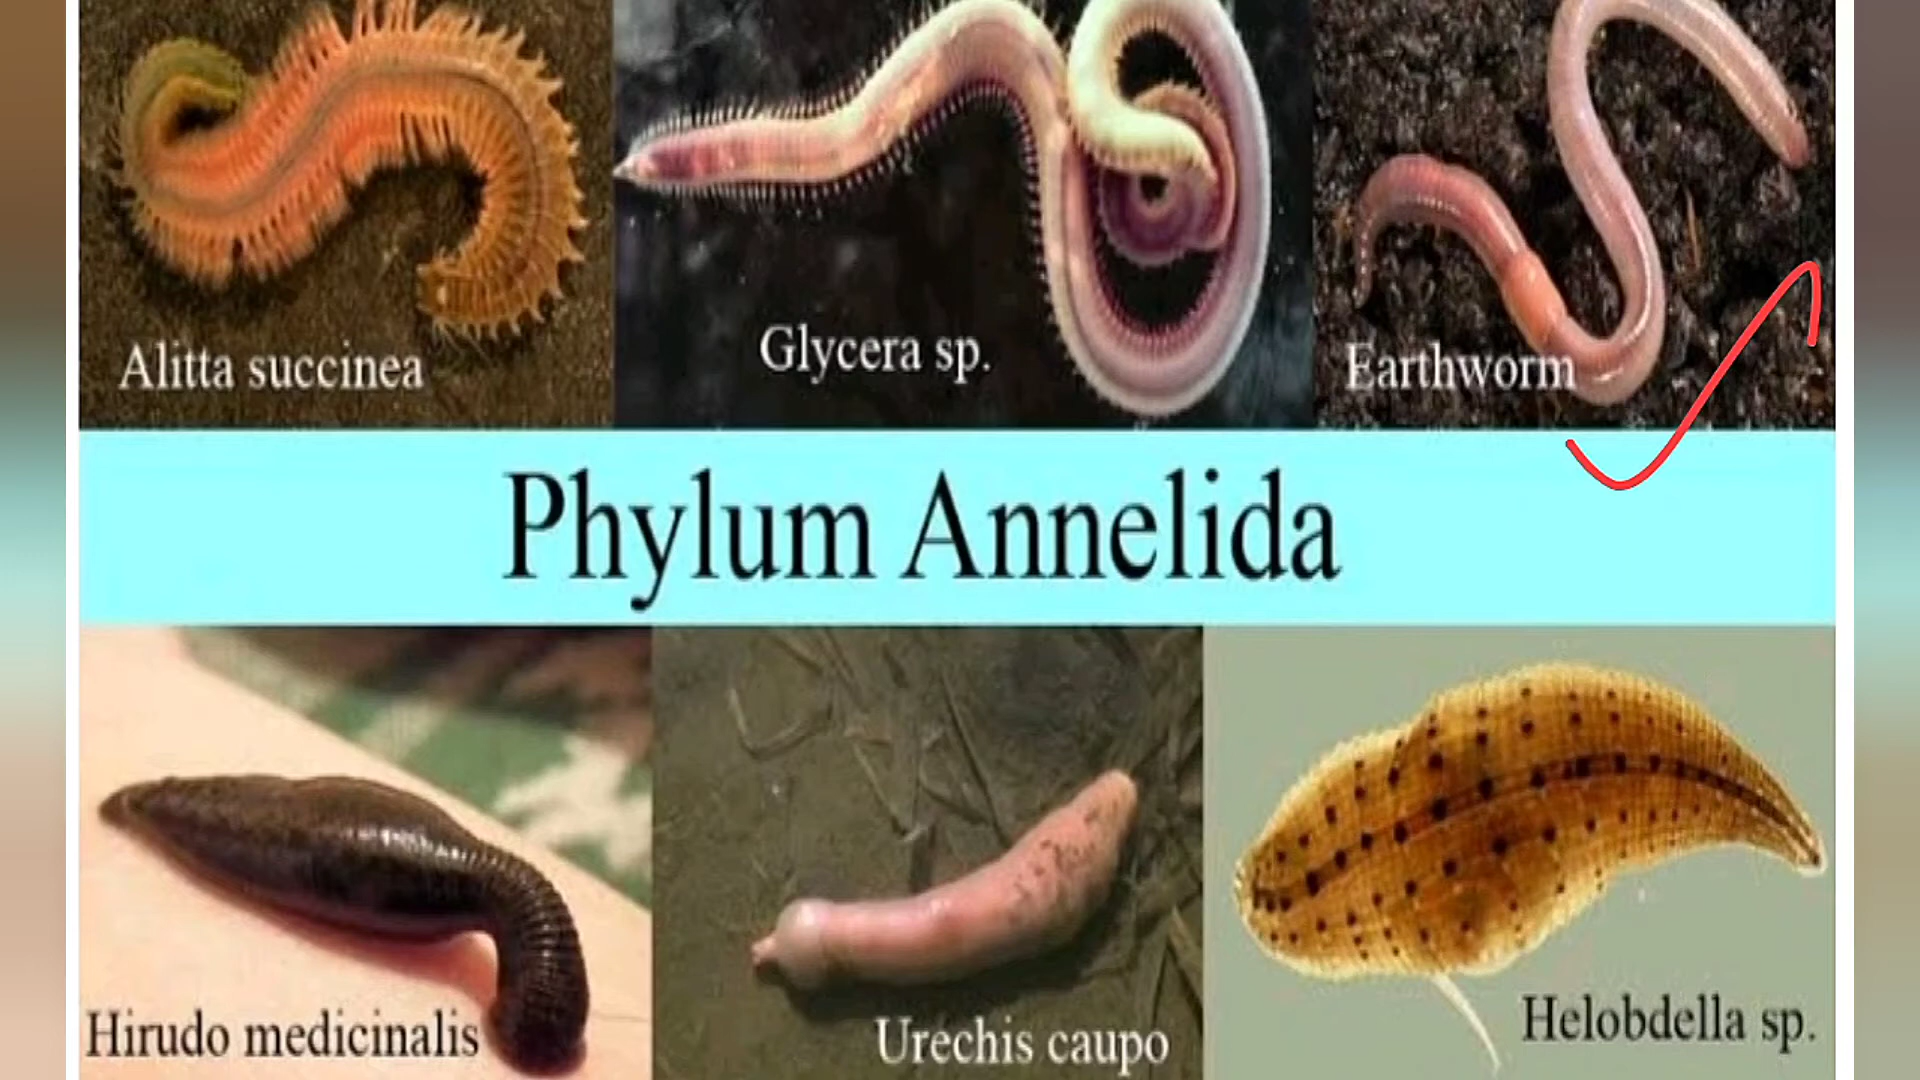 Alitta succinea
Glycera sp.
Earthworm
Phylum Annelida
Hirudo medicinalis
Urechis caupo
Helobdella sp.